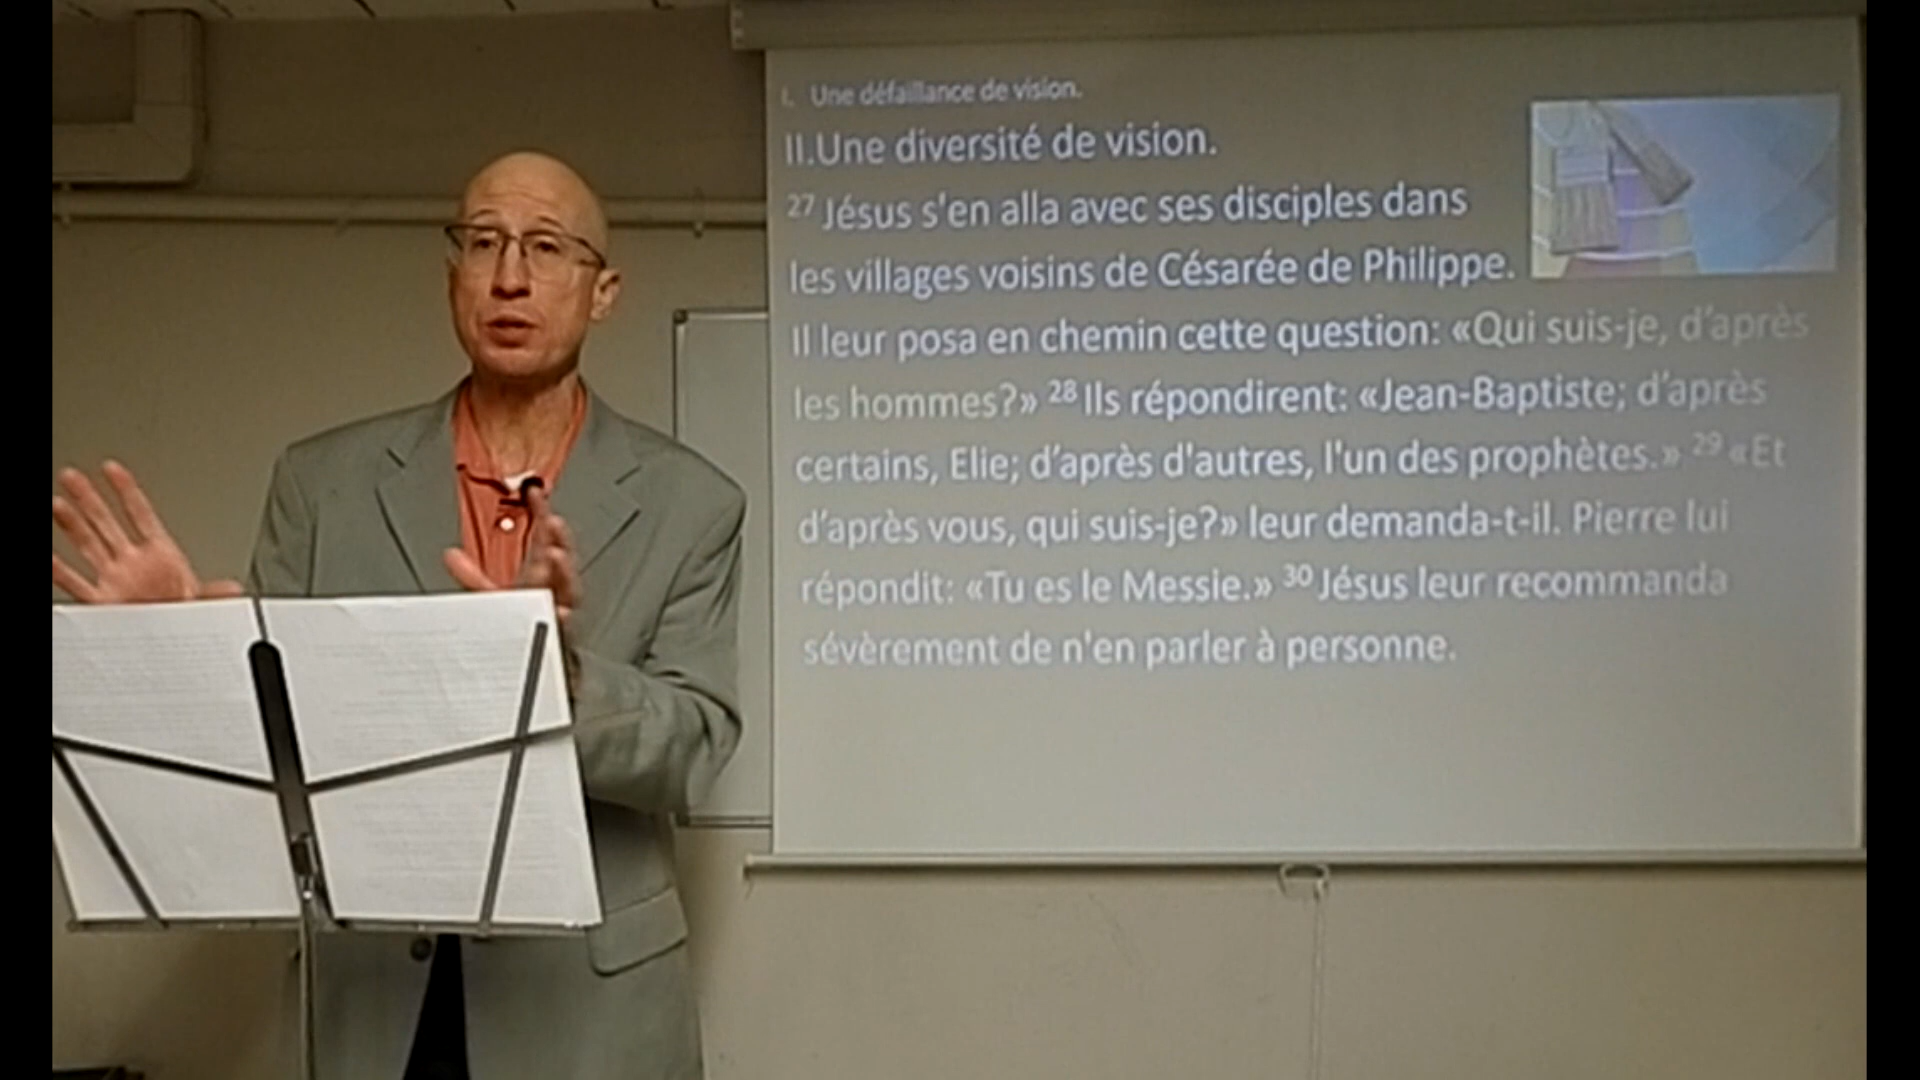 I. Une défaillance de vision.
II.Une diversité de vision.
27 Jésus s'en alla avec ses disciples dans
les villages voisins de Césarée de Philippe.
Il leur posa en chemin cette question: «Qui suis-je, d’après
les hommes?» 28 Ils répondirent: «Jean-Baptiste; d’après
certains, Elie; d’après d'autres, l'un des prophètes.» 29 «Et
d’après vous, qui suis-je?» leur demanda-t-il. Pierre lui
répondit: «Tu es le Messie.» 30 Jésus leur recommanda
sévèrement de n'en parler à personne.